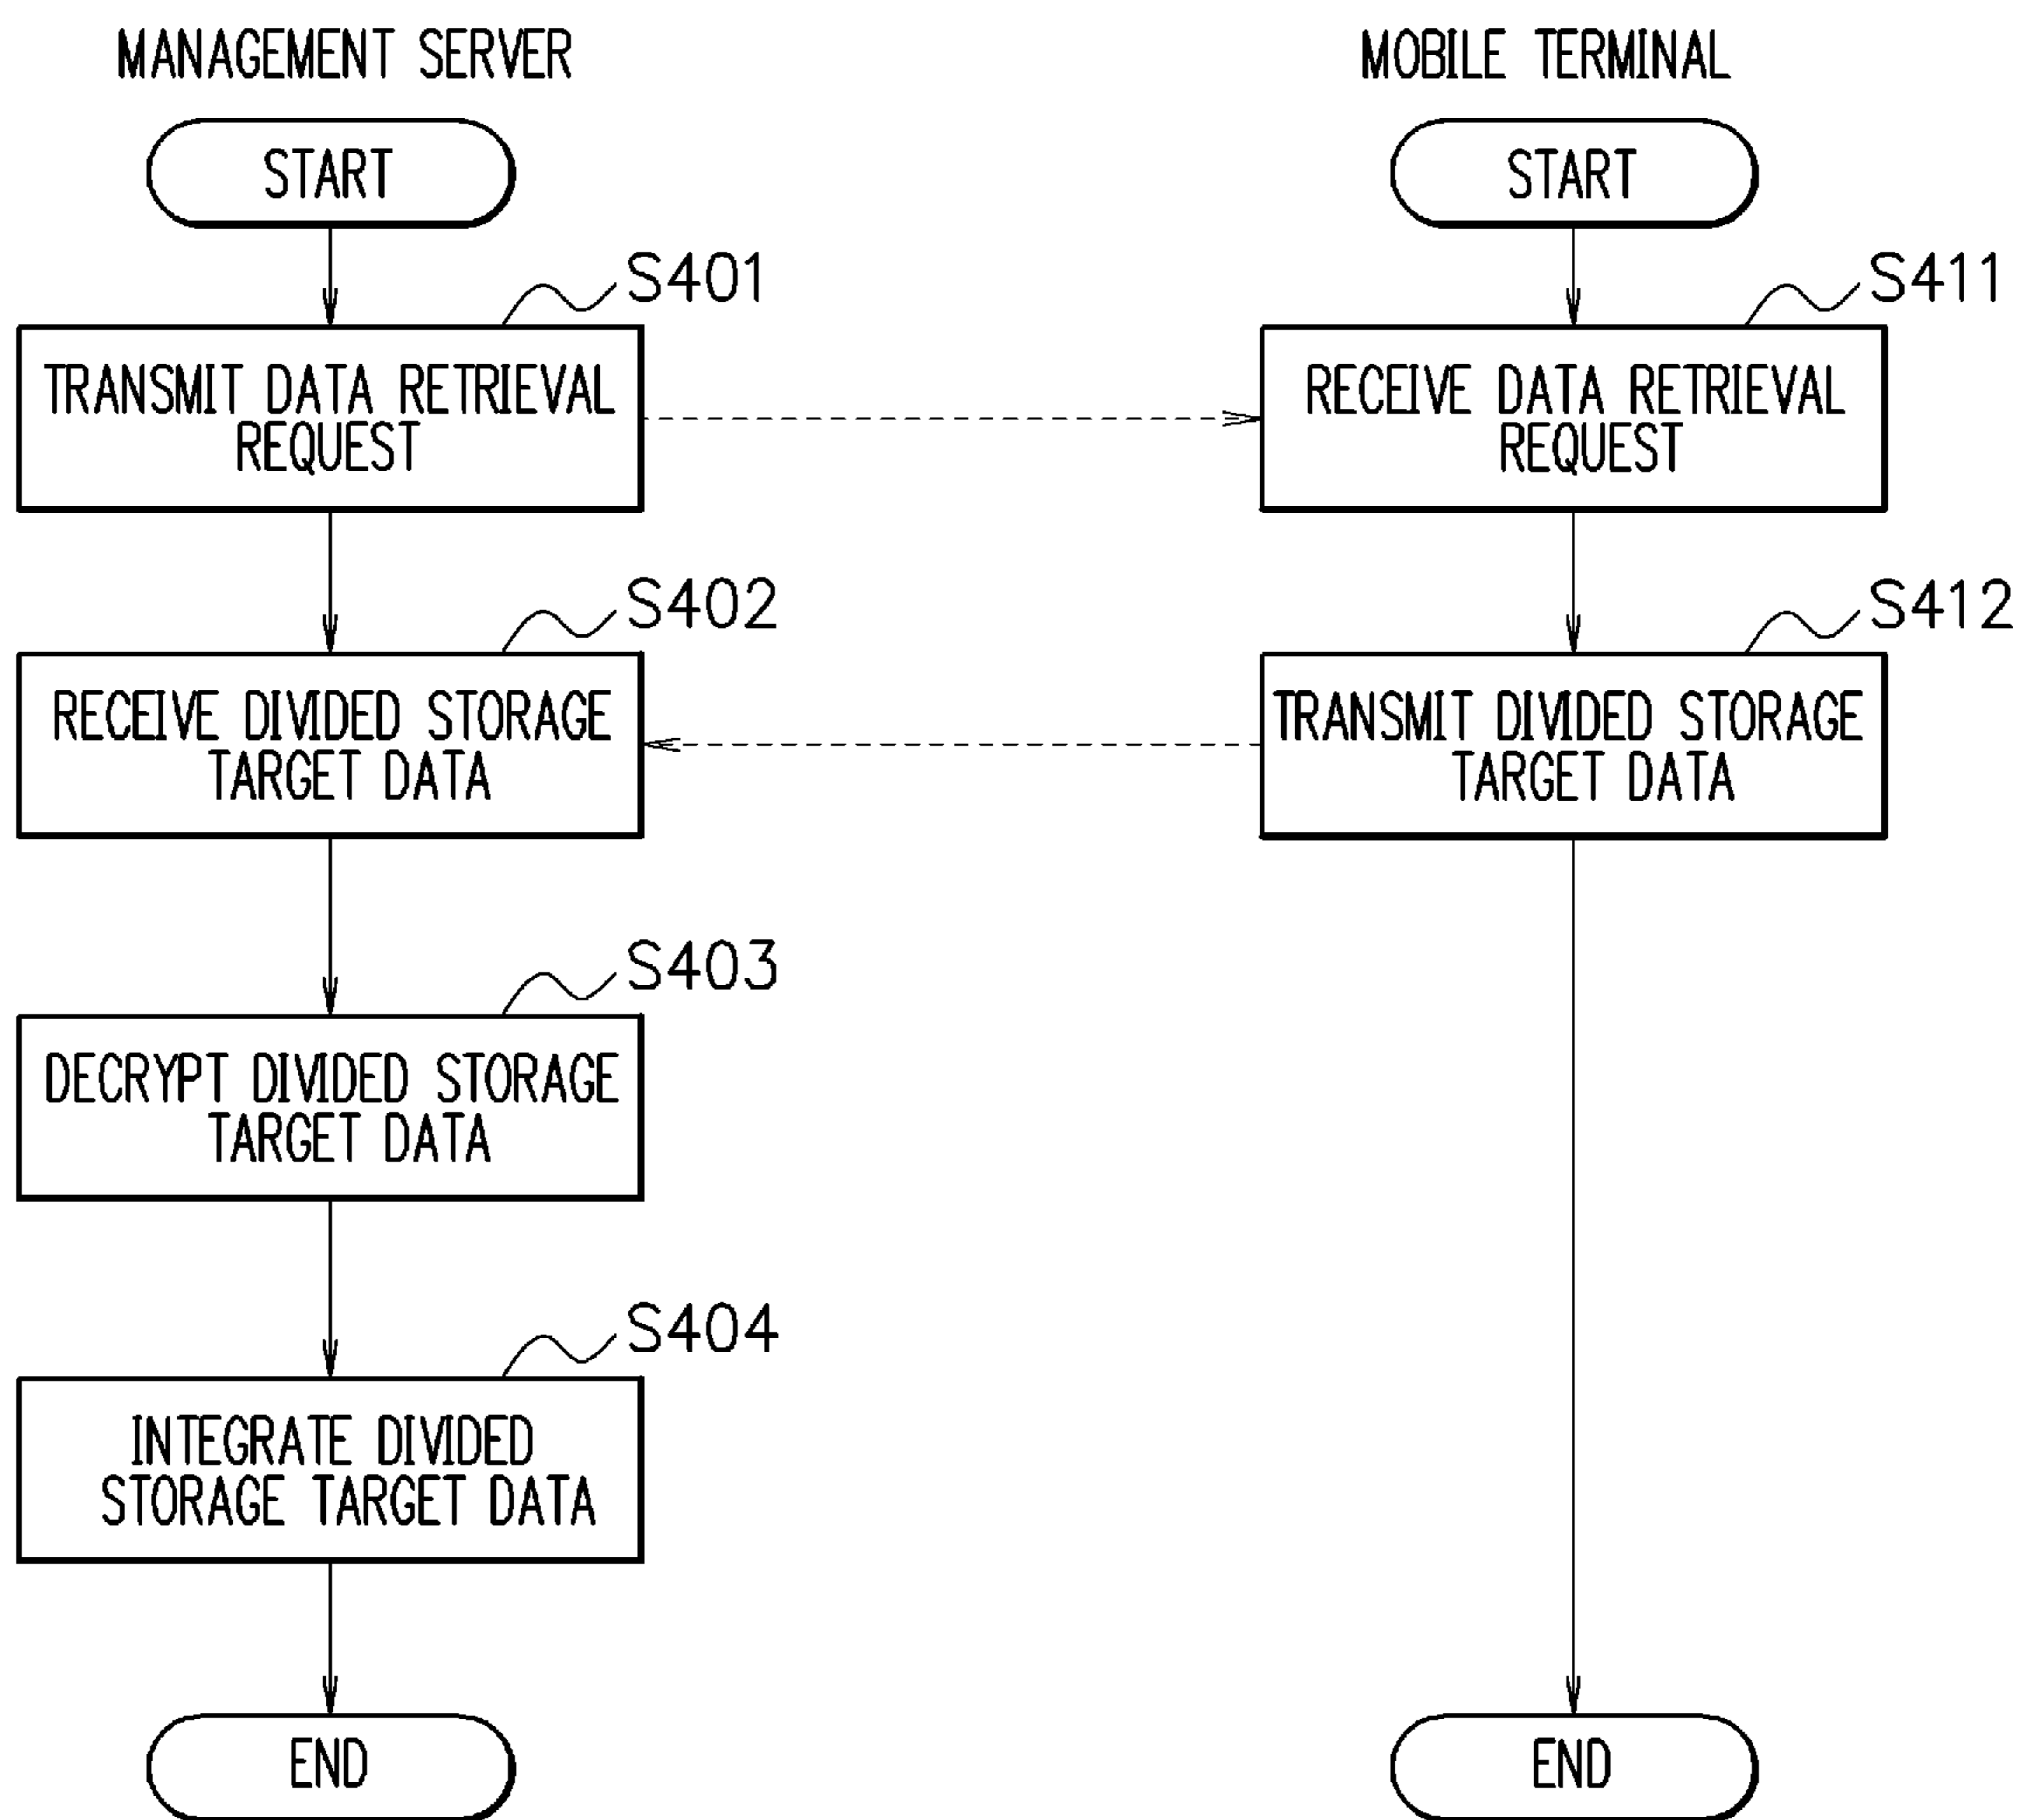 MANAGEMENT SERVER
START
S401
TRANSMIT DATA RETRIEVAL
REQUEST
S402
RECEIVE DIVIDED STORAGE
TARGET DATA
S403
DECRYPT DIVIDED STORAGE
TARGET DATA
S404
INTEGRATE DIVIDED
STORAGE TARGET DATA
END
MOBILE TERMINAL
START
S411
RECEIVE DATA RETRIEVAL
REQUEST
S412
TRANSMIT DIVIDED STORAGE
TARGET DATA
END